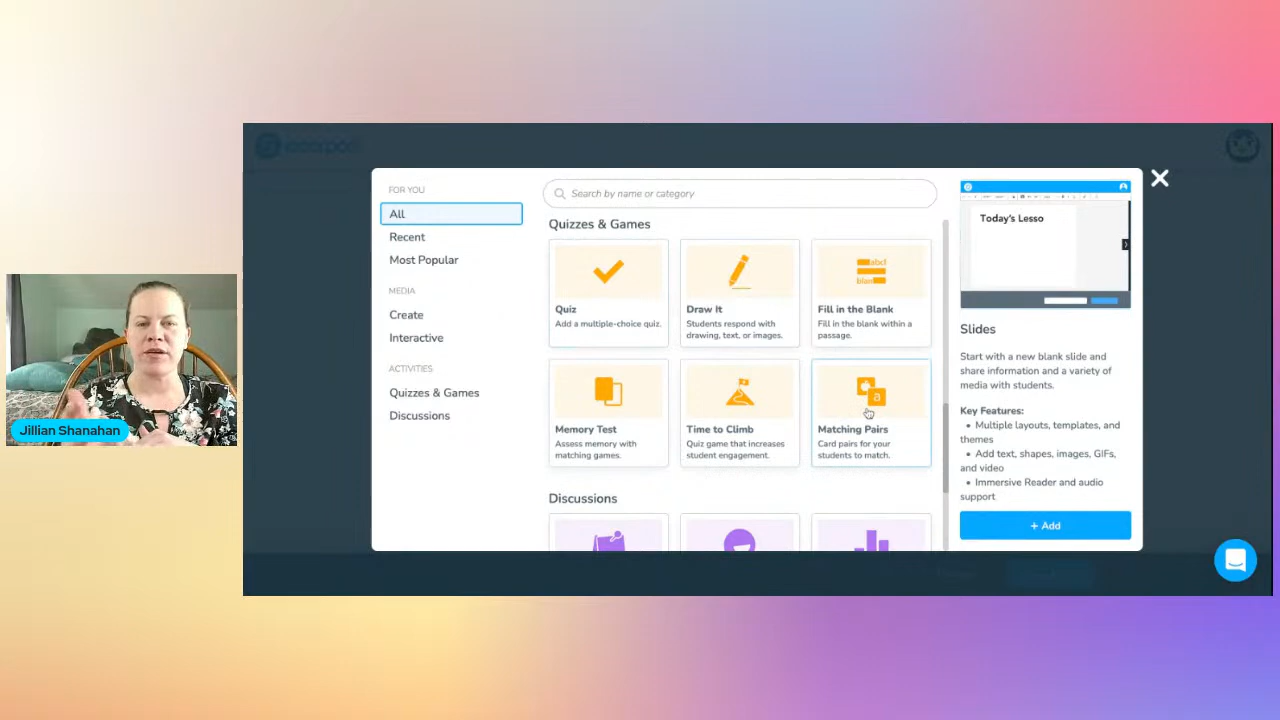 FOR YOU
All
Recent
Most Popular
MEDIA
Create
Interactive
ACTIVITIES
Quizzes & Games
Discussions
Search by name or category
Quizzes & Games
Quiz
Add a multiple-choice quiz.
Draw It
Students respond with
drawing, text, or images.
Fill in the Blank
Fill in the blank within a
passage.
Memory Test
Assess memory with
matching games.
Time to Climb
Quiz game that increases
student engagement.
Matching Pairs
Card pairs for your
students to match.
Discussions
Today's Lesso
Slides
Start with a new blank slide and
share information and a variety of
media with students.
Key Features:
• Multiple layouts, templates, and
themes
• Add text, shapes, images, GIFs,
and video
• Immersive Reader and audio
support
+ Add
Jillian Shanahan